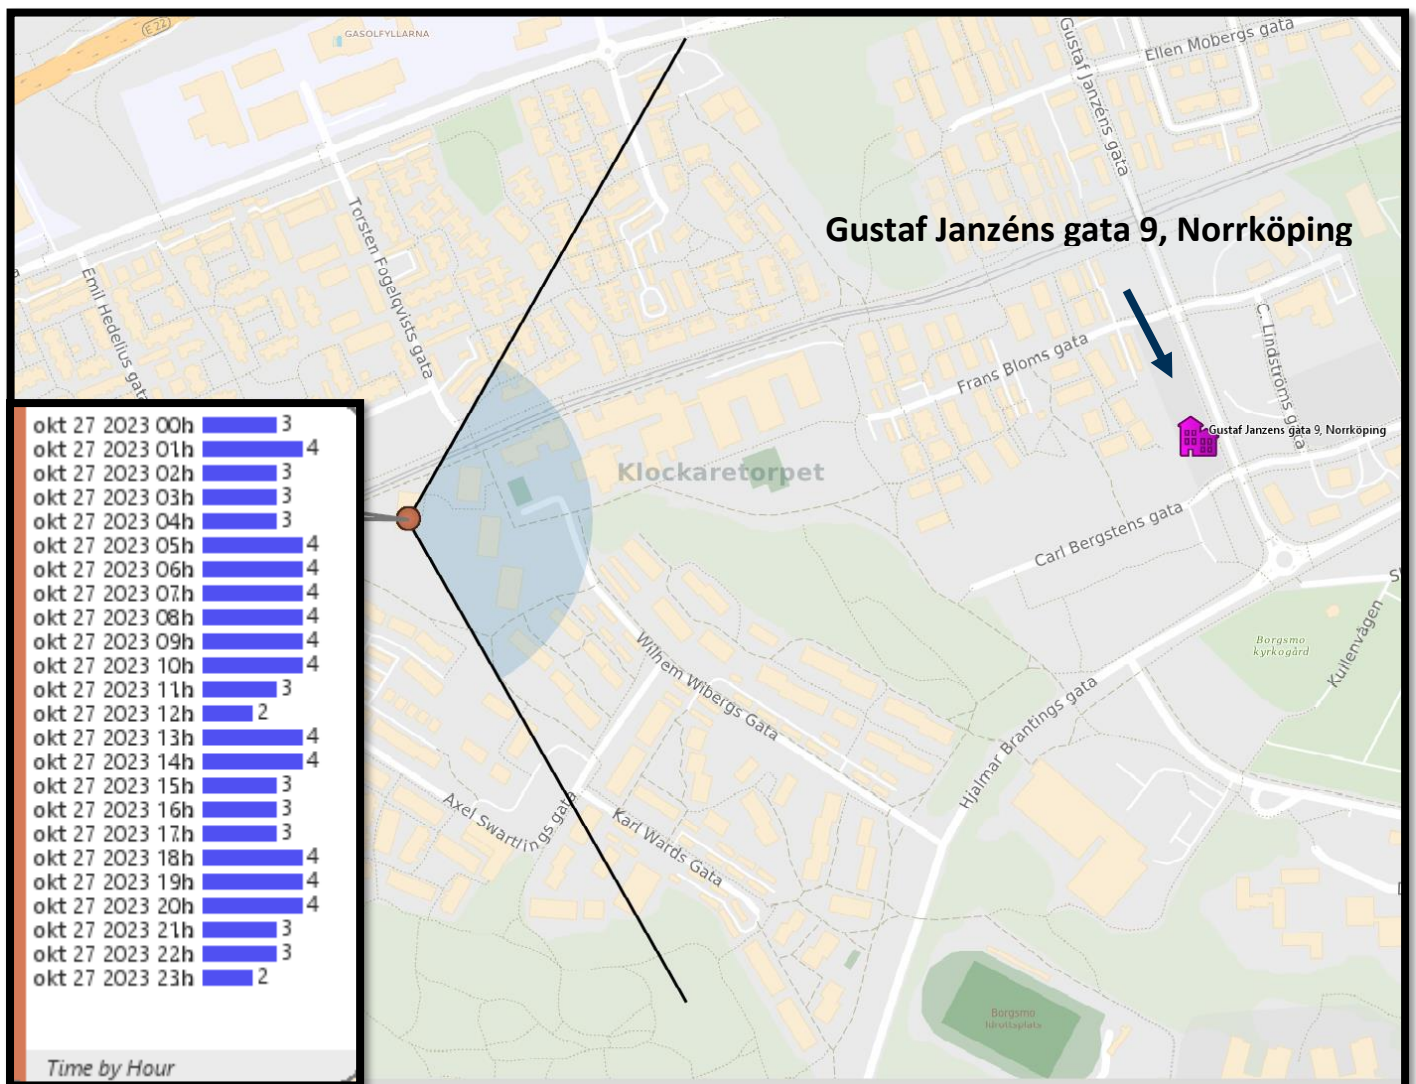 E 22
GASOLFYLLARNA
Ellen Mobergs gata
Gustaf Janzéns gata
Gustaf Janzéns gata 9, Norrköping
Torsten Fogelqvists gata
Emil Hedelius gata
Frans Bloms gata
C. Lindströms gata
Gustaf Janzens gata 9, Norrköping
Klockaretorpet
Carl Bergstens gata
Borgsmo
kyrkogård
Kullenvägen
Wilhem Wibergs Gata
Hjalmar Brantings gata
Axel Swartlings gata
Karl Wards Gata
Borgsmo
Idrottsplats
okt 27 2023 00h 3
okt 27 2023 01h 4
okt 27 2023 02h 3
okt 27 2023 03h 3
okt 27 2023 04h 3
okt 27 2023 05h 4
okt 27 2023 06h 4
okt 27 2023 07h 4
okt 27 2023 08h 4
okt 27 2023 09h 4
okt 27 2023 10h 4
okt 27 2023 11h 3
okt 27 2023 12h 2
okt 27 2023 13h 4
okt 27 2023 14h 4
okt 27 2023 15h 3
okt 27 2023 16h 3
okt 27 2023 17h 3
okt 27 2023 18h 4
okt 27 2023 19h 4
okt 27 2023 20h 4
okt 27 2023 21h 3
okt 27 2023 22h 3
okt 27 2023 23h 2
Time by Hour